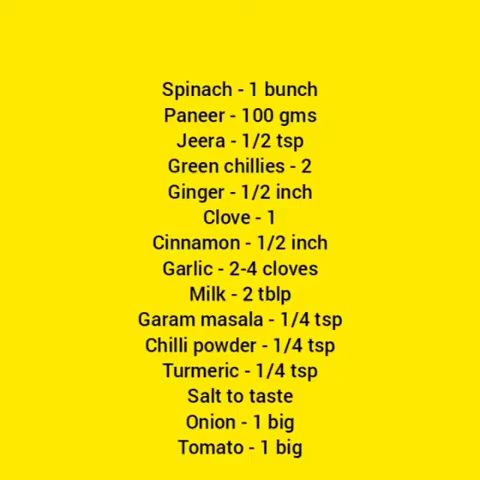 Spinach - 1 bunch
Paneer - 100 gms
Jeera - 1/2 tsp
Green chillies - 2
Ginger - 1/2 inch
Clove - 1
Cinnamon - 1/2 inch
Garlic - 2-4 cloves
Milk - 2 tblp
Garam masala - 1/4 tsp
Chilli powder - 1/4 tsp
Turmeric - 1/4 tsp
Salt to taste
Onion - 1 big
Tomato - 1 big